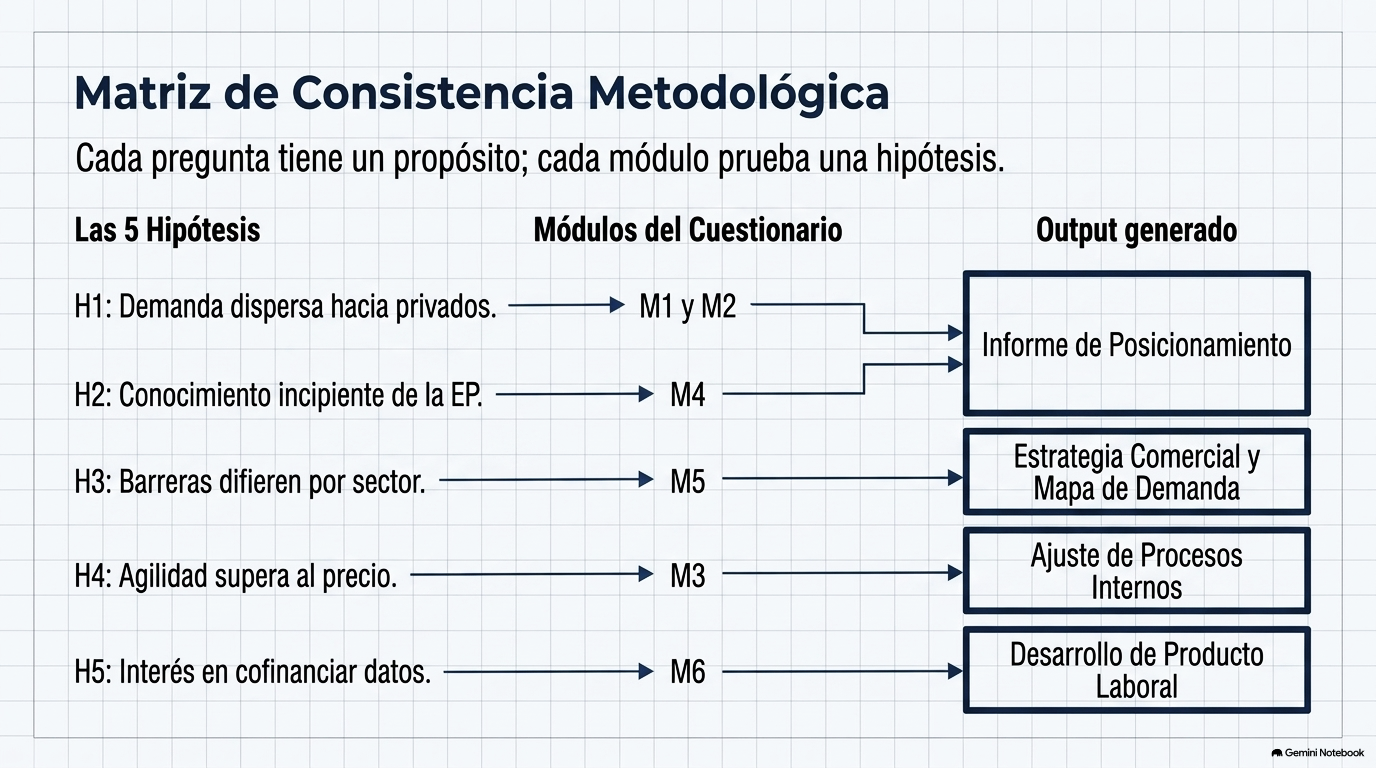 Matriz de Consistencia Metodológica
Cada pregunta tiene un propósito; cada módulo prueba una hipótesis.
Las 5 Hipótesis
Módulos del Cuestionario
Output generado
H1: Demanda dispersa hacia privados.
M1 y M2
H2: Conocimiento incipiente de la EP.
M4
Informe de Posicionamiento
H3: Barreras difieren por sector.
M5
Estrategia Comercial y
Mapa de Demanda
H4: Agilidad supera al precio.
M3
Ajuste de Procesos
Internos
H5: Interés en cofinanciar datos.
M6
Desarrollo de Producto
Laboral
Gemini Notebook